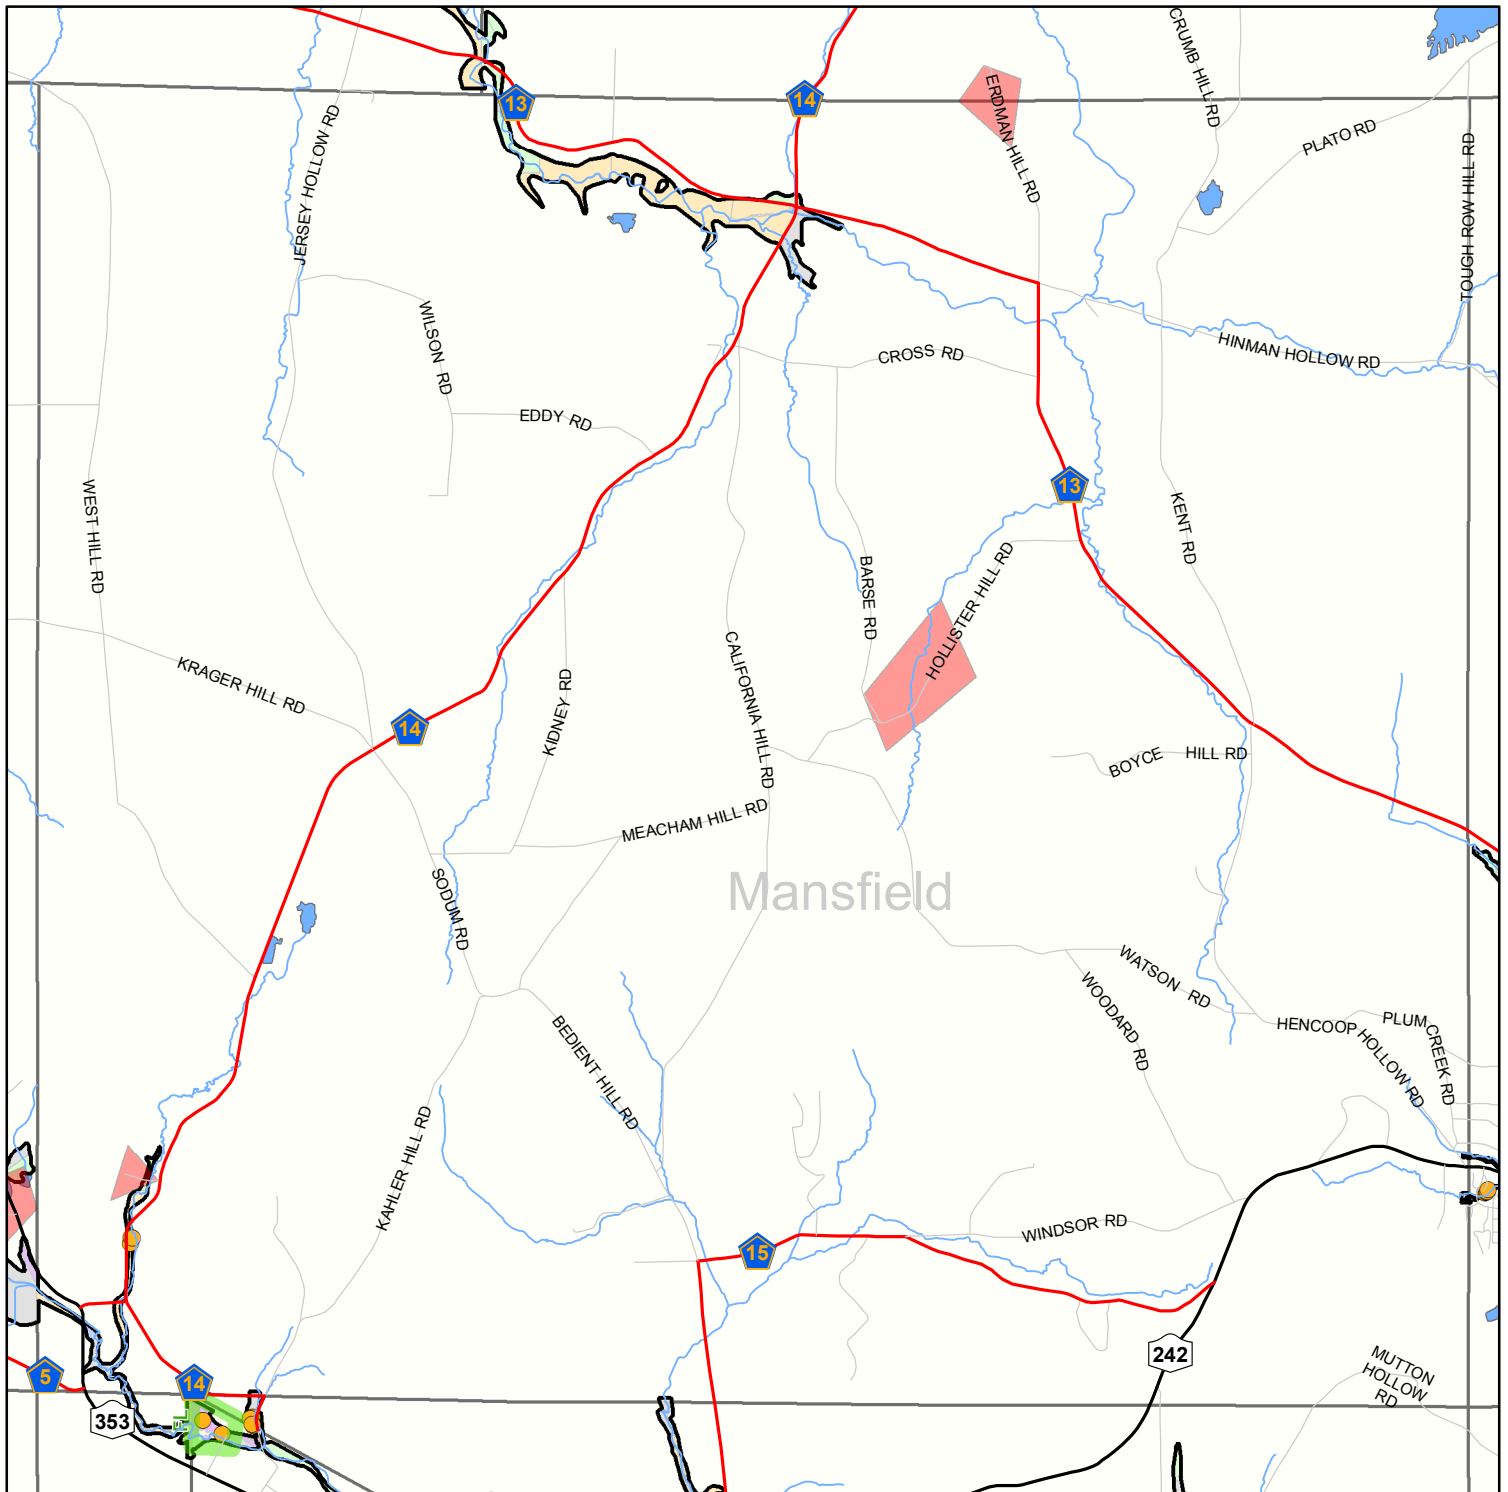 CRUMB HILL RD
13
14
ERDMAN HILL RD
PLATO RD
JERSEY HOLLOW RD
TOUGH ROW HILL RD
WILSON RD
CROSS RD
HINMAN HOLLOW RD
EDDY RD
13
WEST HILL RD
KENT RD
BARSE RD
HOLLISTER HILL RD
CALIFORNIA HILL RD
KRAGER HILL RD
KIDNEY RD
14
BOYCE HILL RD
MEACHAM HILL RD
SODUM RD
Mansfield
WATSON RD
WOODARD RD
BEDIENT HILL RD
HENCOOP HOLLOW RD
PLUM CREEK RD
KAHLER HILL RD
WINDSOR RD
15
242
MUTTON
HOLLOW
RD
5
14
353